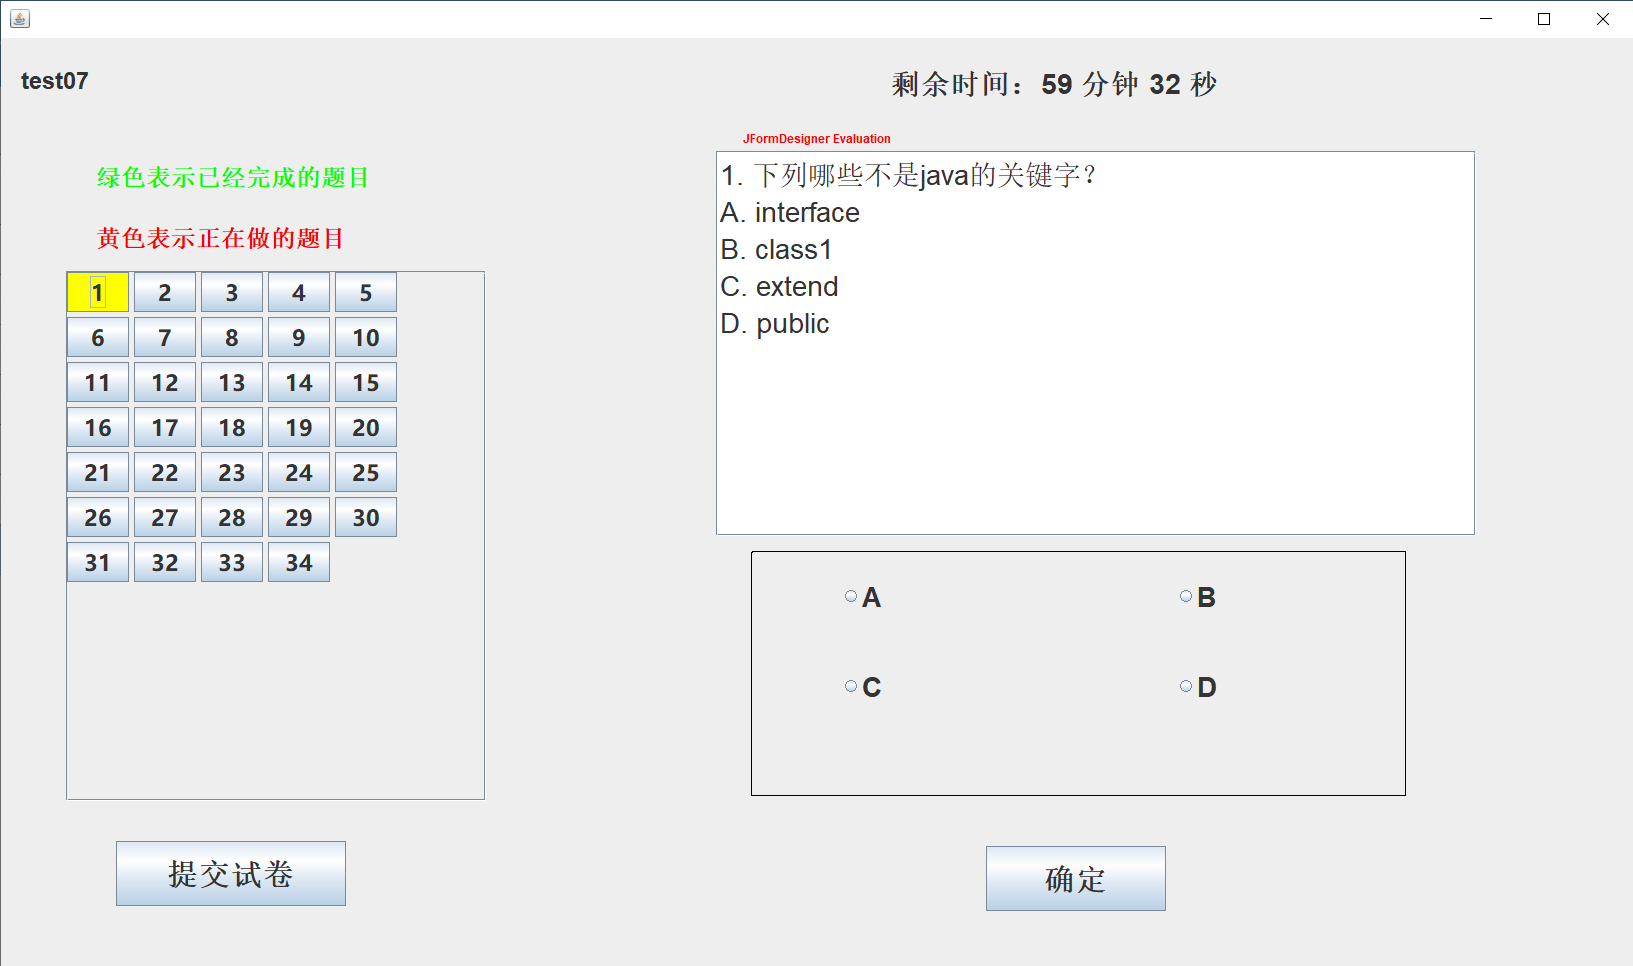 test07
剩余时间：59 分钟 32 秒
绿色表示已经完成的题目
黄色表示正在做的题目
1 2 3 4 5
6 7 8 9 10
11 12 13 14 15
16 17 18 19 20
21 22 23 24 25
26 27 28 29 30
31 32 33 34
提交试卷
JFormDesigner Evaluation
1. 下列哪些不是java的关键字？
A. interface
B. class1
C. extend
D. public
A B
C D
确定